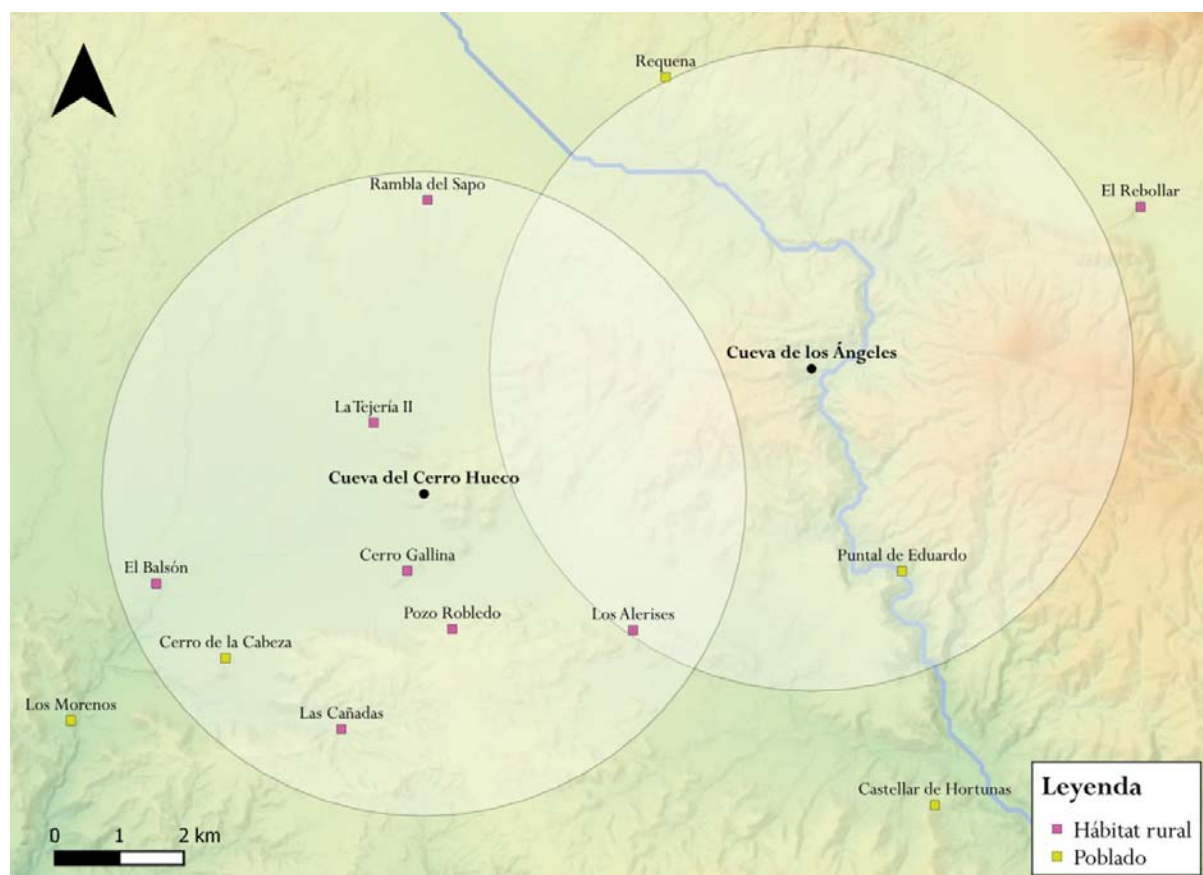 Requena
Rambla del Sapo
El Rebollar
Cueva de los Ángeles
La Tejería II
Cueva del Cerro Hueco
Cerro Gallina
Puntal de Eduardo
El Balsón
Pozo Robledo
Los Alerises
Cerro de la Cabeza
Los Morenos
Las Cañadas
Castellar de Hortunas
0 1 2 km
Leyenda
Hábitat rural
Poblado